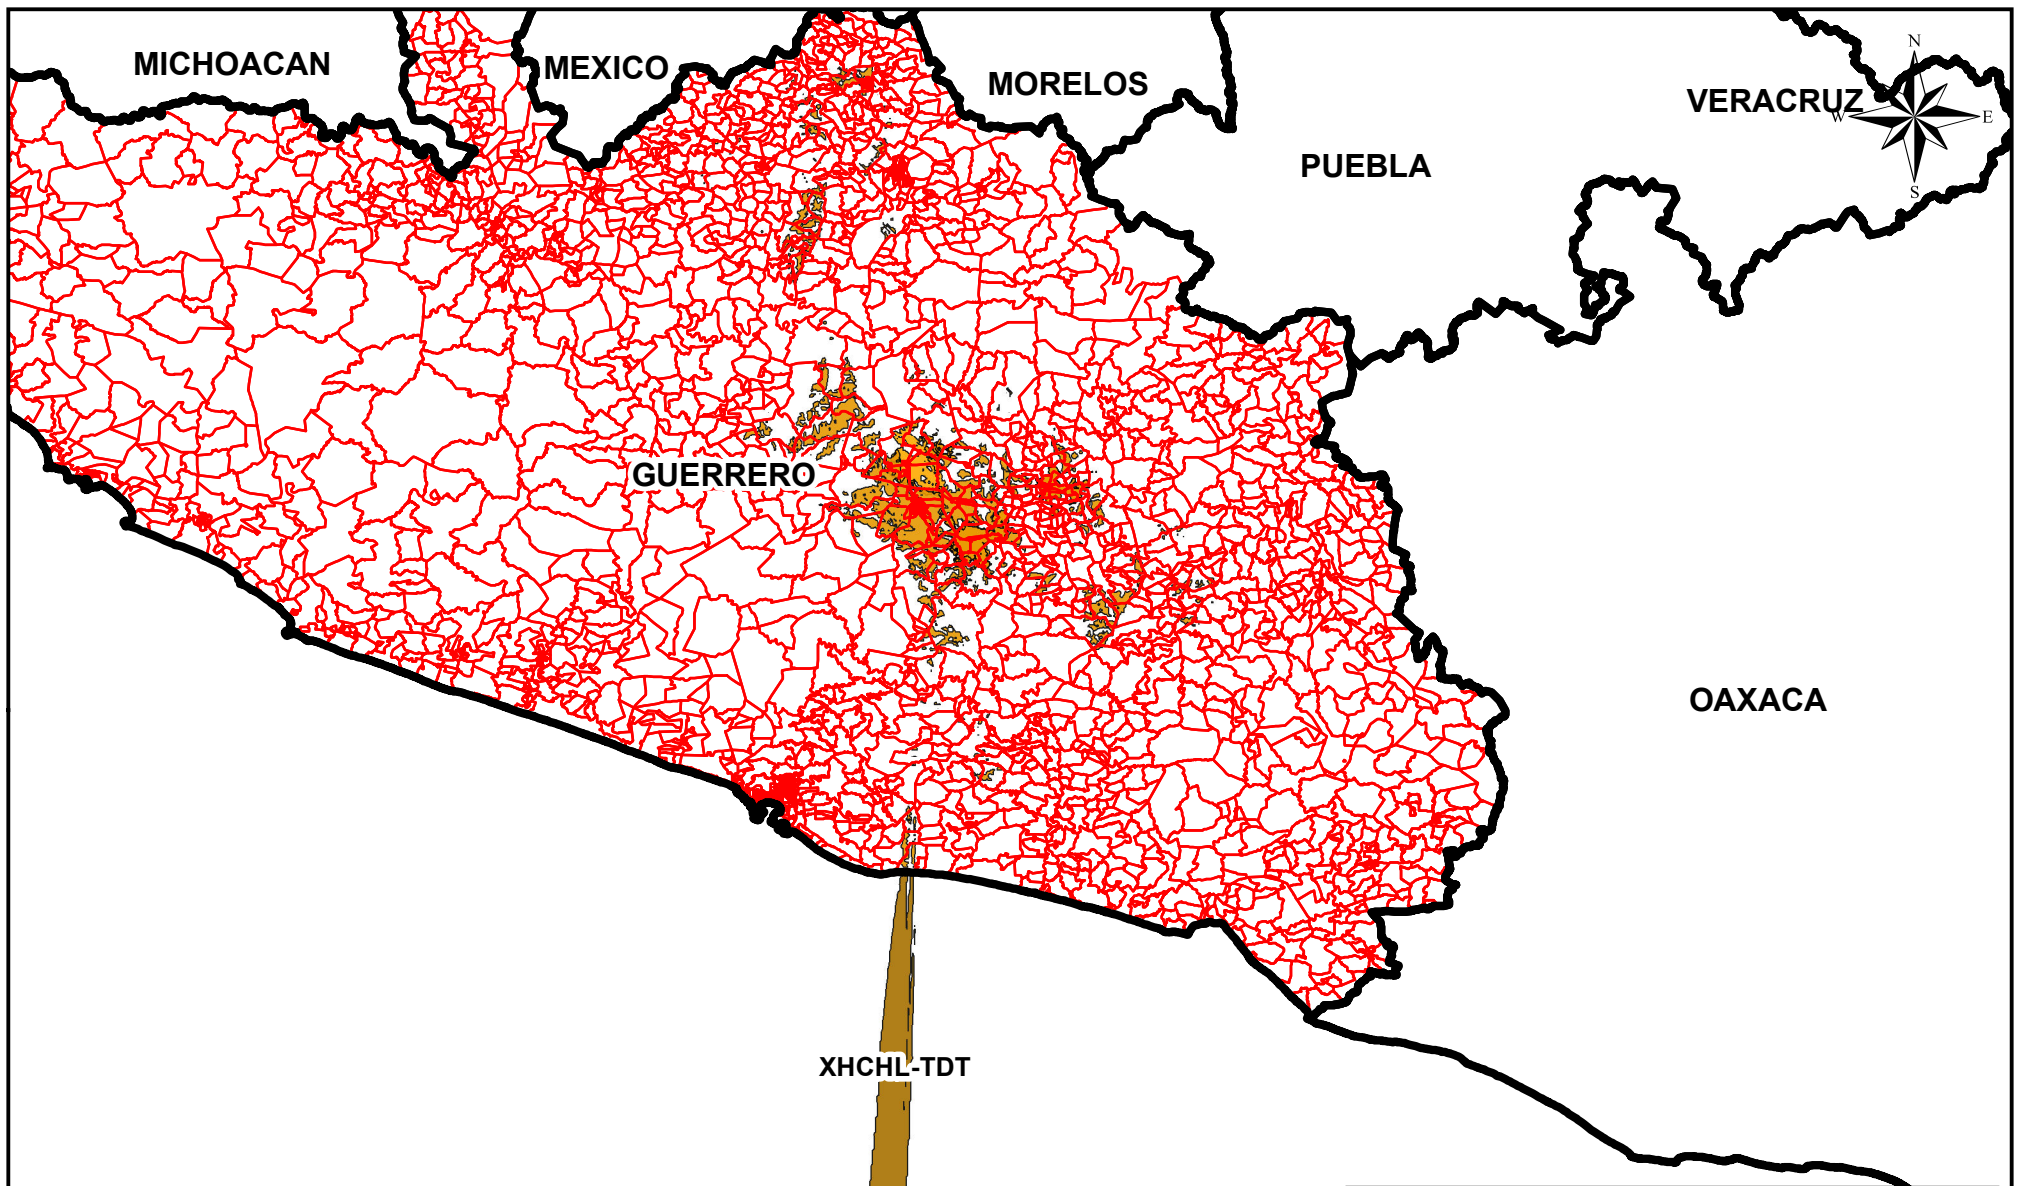 MICHOACAN
MEXICO
MORELOS
VERACRUZ
N
W
E
S
PUEBLA
GUERRERO
OAXACA
XHCHL-TDT